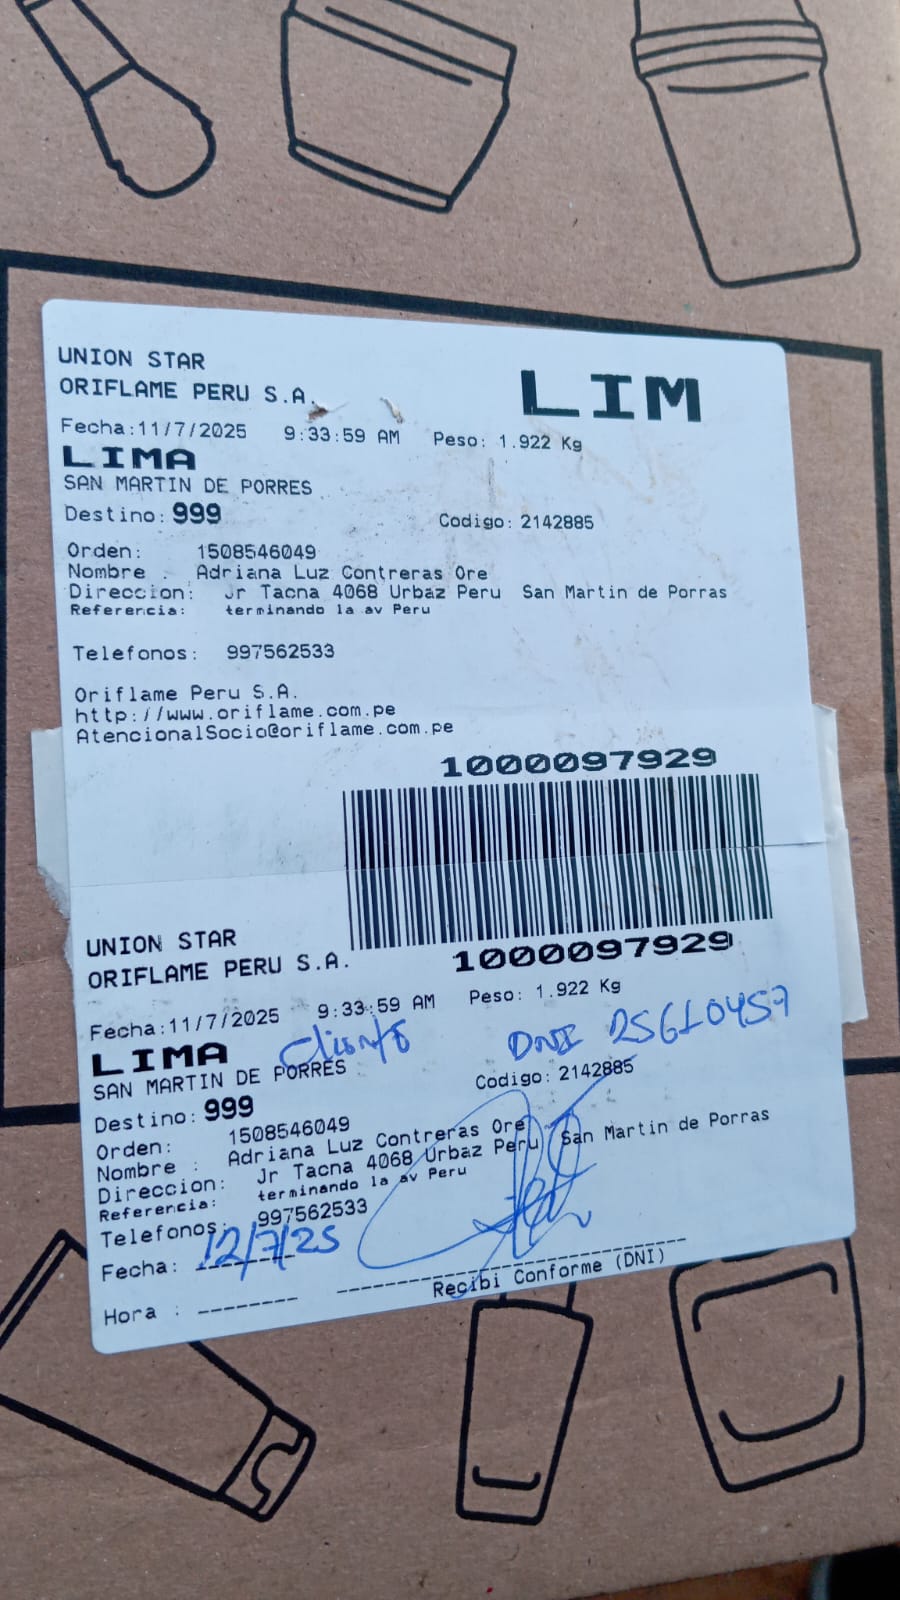 UNION STAR
ORIFLAME PERU S.A.
LIM
Fecha:11/7/2025 9:33:59 AM Peso: 1.922 Kg
LIMA
SAN MARTIN DE PORRES
Destino: 999
Codigo: 2142885
Orden: 1508546049
Nombre : Adriana Luz Contreras Ore
Direccion: Jr Tacna 4068 Urbaz Peru San Martin de Porras
Referencia: terminando la av Peru
Telefonos: 997562533
Oriflame Peru S.A.
http://www.oriflame.com.pe
AtencionalSocio@oriflame.com.pe
1000097929
1000097929
UNION STAR
ORIFLAME PERU S.A.
Fecha:11/7/2025 9:33:59 AM Peso: 1.922 Kg
LIMA
Cliente DNI 25610457
SAN MARTIN DE PORRES
Codigo: 2142885
Destino: 999
Orden: 1508546049
Nombre : Adriana Luz Contreras Ore
Direccion: Jr Tacna 4068 Urbaz Peru San Martin de Porras
Referencia: terminando la av Peru
Telefonos: 997562533
Fecha: 12/7/25
Recibi Conforme (DNI)
Hora :